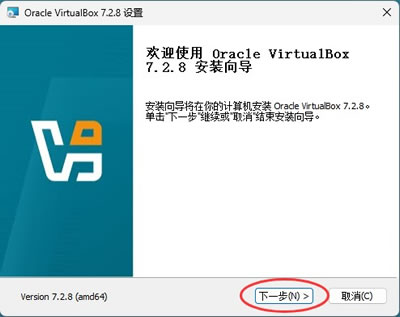 Oracle VirtualBox 7.2.8 设置
欢迎使用 Oracle VirtualBox
7.2.8 安装向导
安装向导将在你的计算机安装 Oracle VirtualBox 7.2.8。
单击"下一步"继续或"取消"结束安装向导。
Version 7.2.8 (amd64)
下一步(N) >
取消(C)